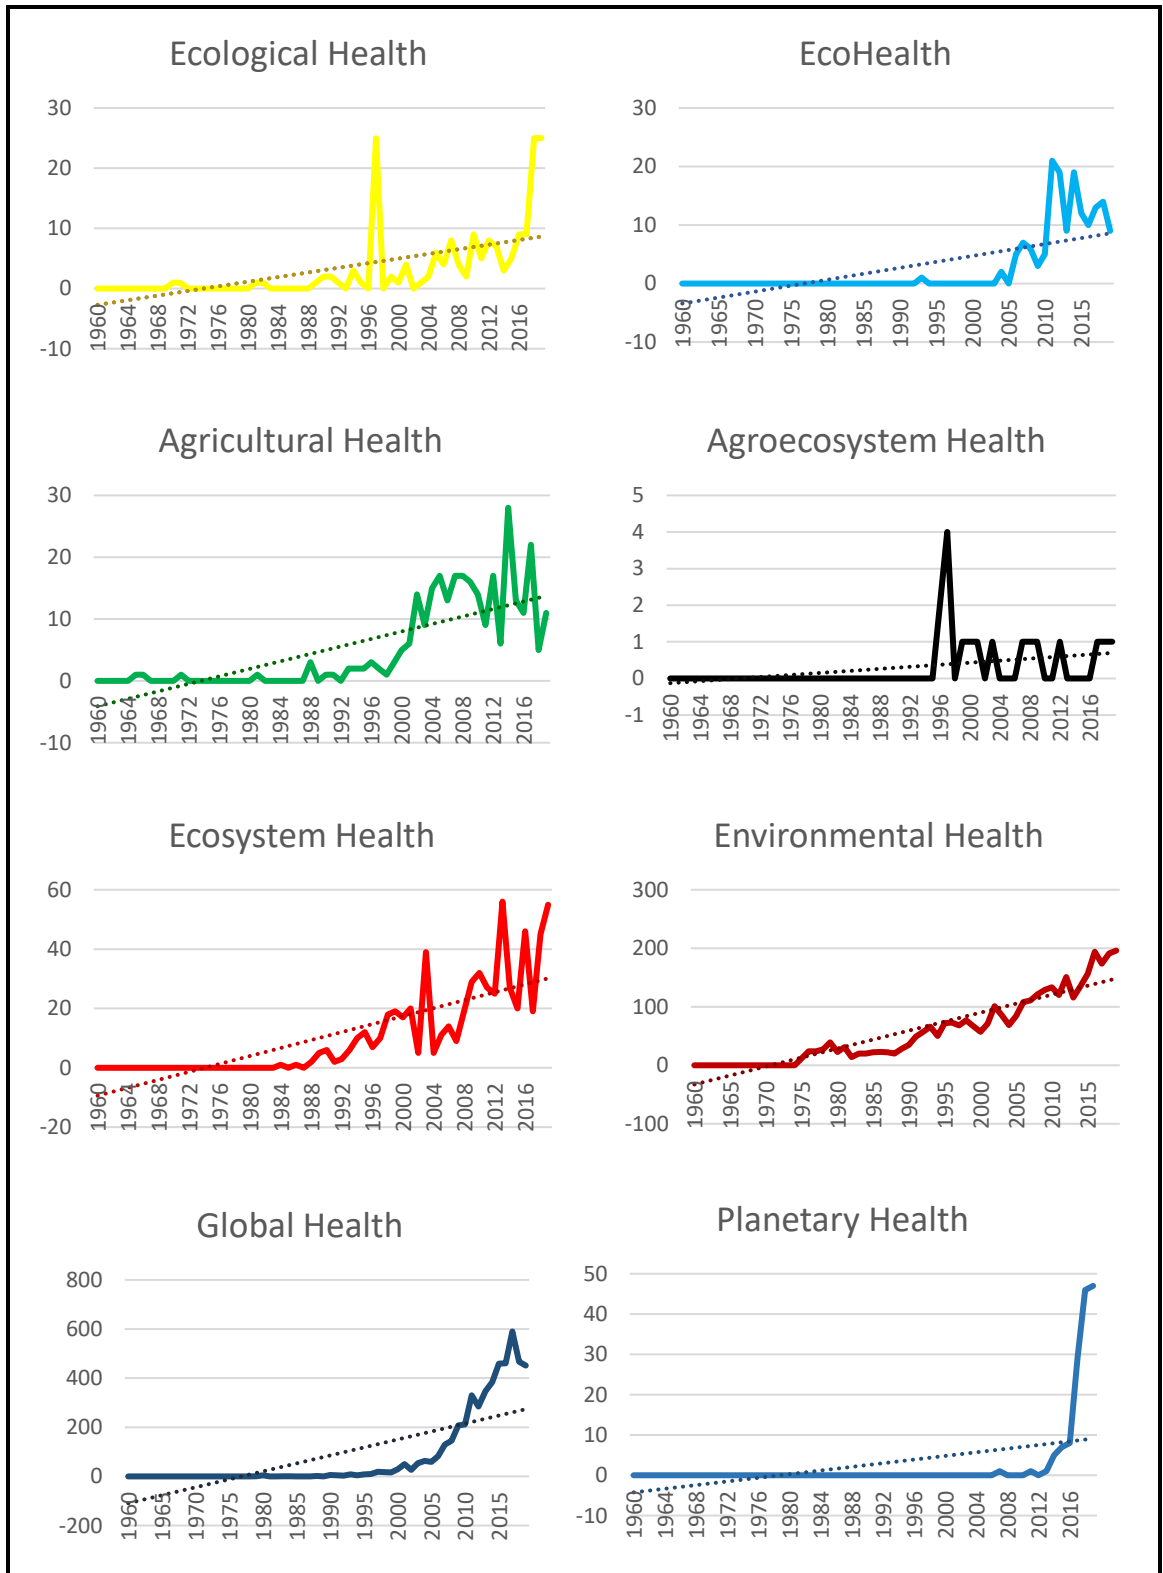 Ecological Health
30
20
10
0
-10
1960 1964 1968 1972 1976 1980 1984 1988 1992 1996 2000 2004 2008 2012 2016
EcoHealth
30
20
10
0
-10
1960 1965 1970 1975 1980 1985 1990 1995 2000 2005 2010 2015
Agricultural Health
30
20
10
0
-10
1960 1964 1968 1972 1976 1980 1984 1988 1992 1996 2000 2004 2008 2012 2016
Agroecosystem Health
5
4
3
2
1
0
-1
1960 1964 1968 1972 1976 1980 1984 1988 1992 1996 2000 2004 2008 2012 2016
Ecosystem Health
60
40
20
0
-20
1960 1964 1968 1972 1976 1980 1984 1988 1992 1996 2000 2004 2008 2012 2016
Environmental Health
300
200
100
0
-100
1960 1965 1970 1975 1980 1985 1990 1995 2000 2005 2010 2015
Global Health
800
600
400
200
0
-200
1960 1965 1970 1975 1980 1985 1990 1995 2000 2005 2010 2015
Planetary Health
50
40
30
20
10
0
-10
1960 1964 1968 1972 1976 1980 1984 1988 1992 1996 2000 2004 2008 2012 2016